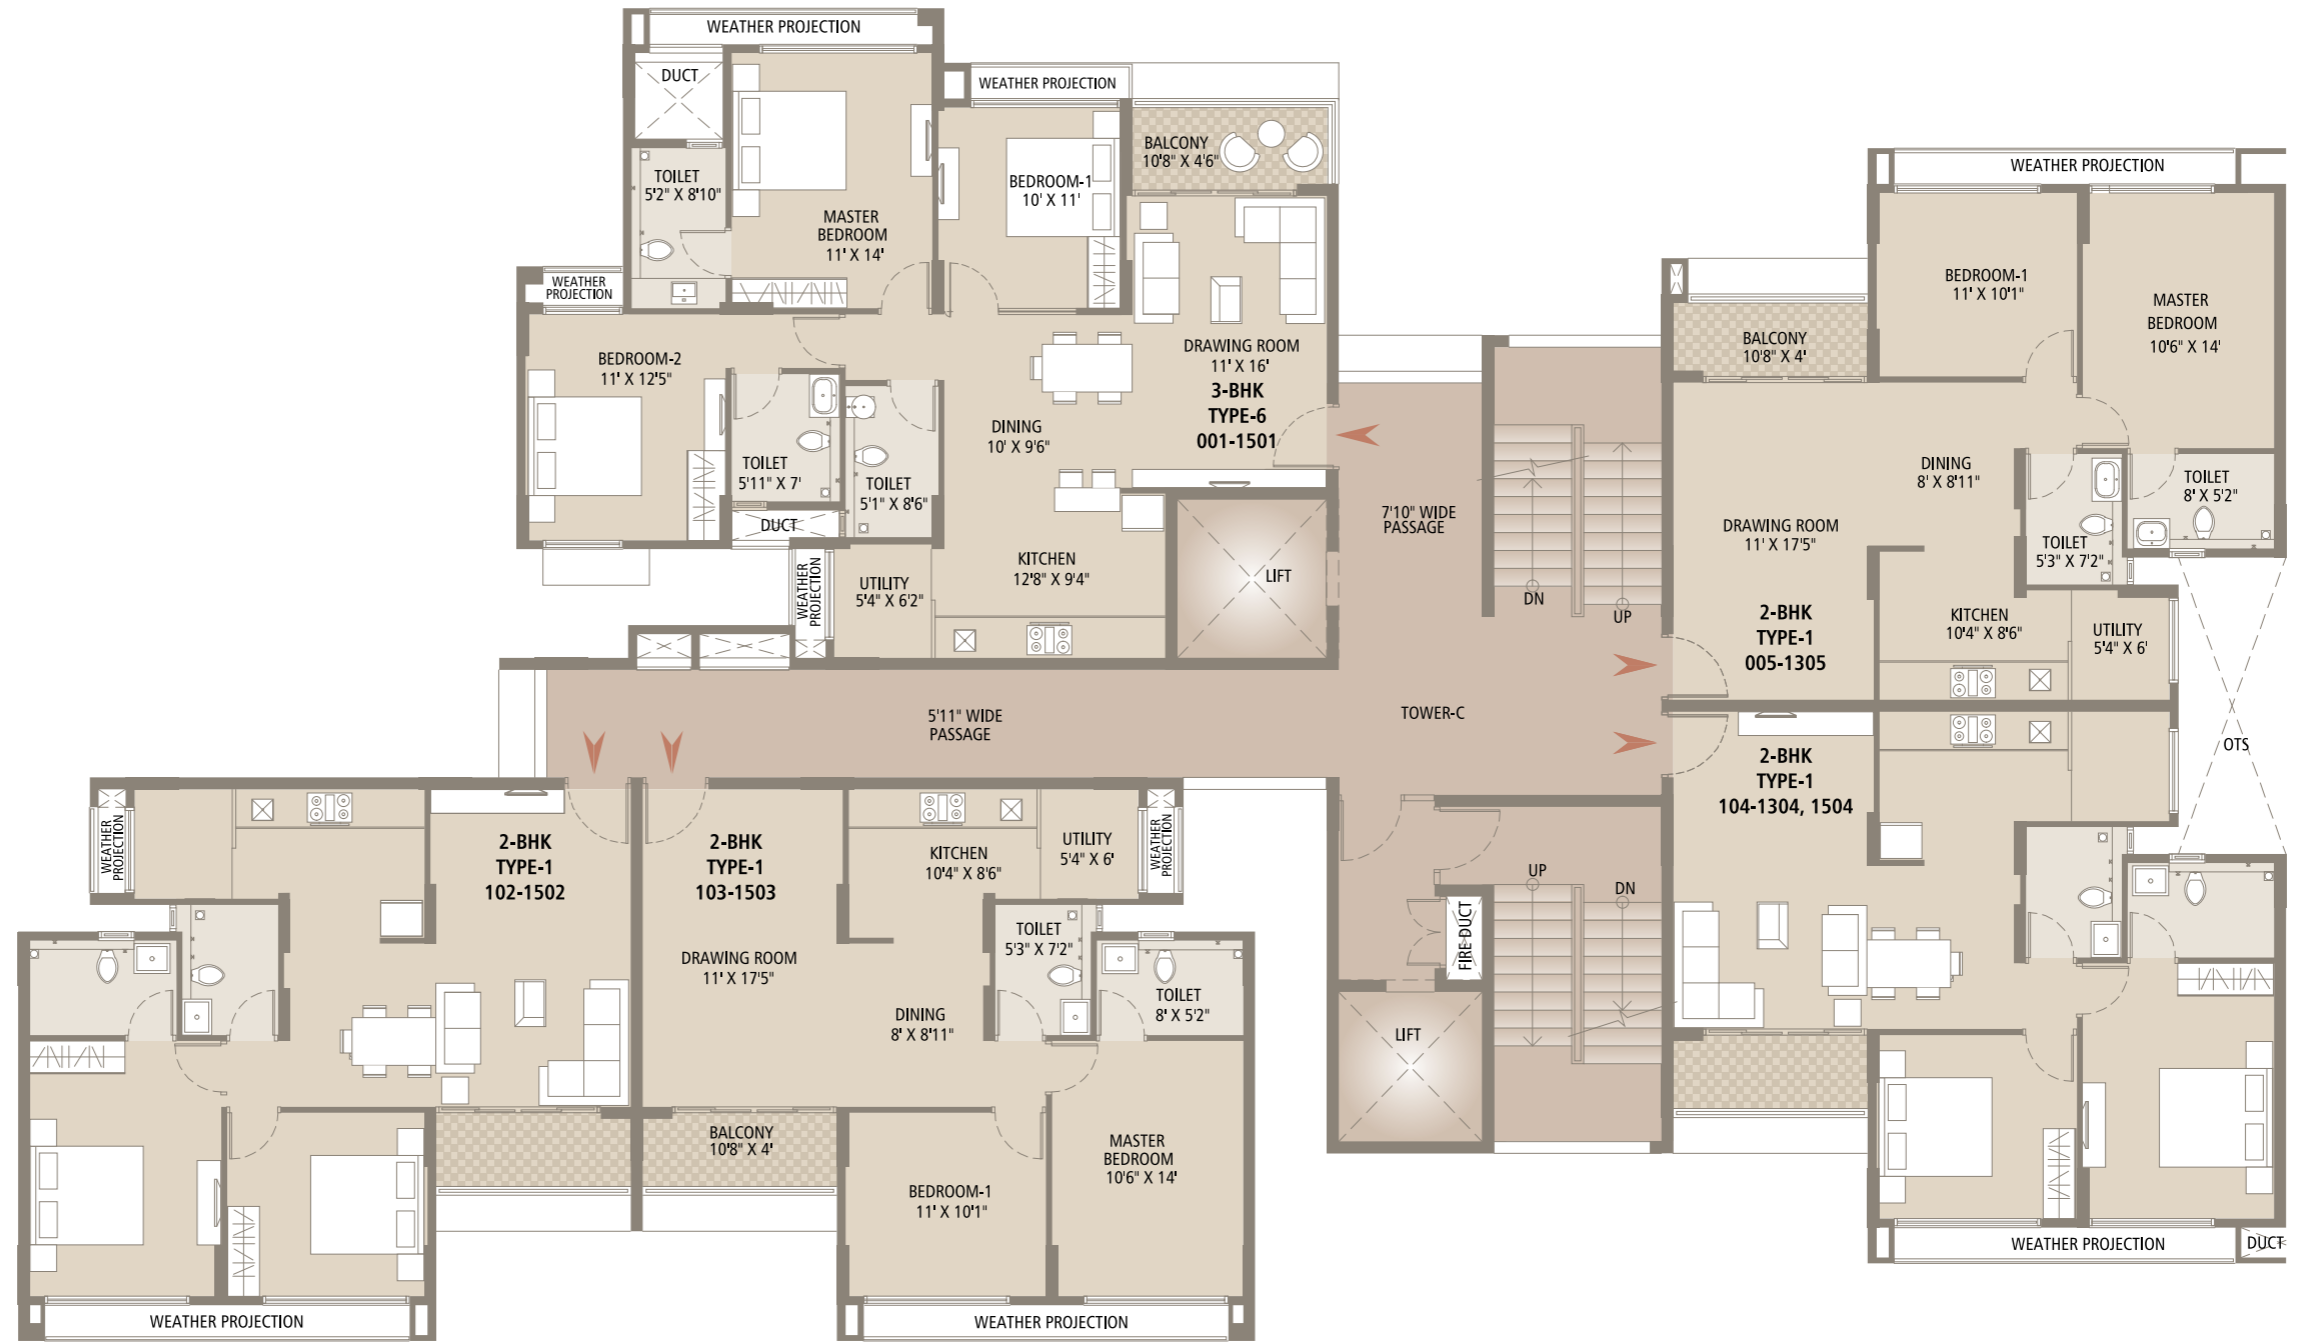 WEATHER PROJECTION
DUCT
TOILET
5'2" X 8'10"
MASTER
BEDROOM
11' X 14'
WEATHER PROJECTION
BEDROOM-1
10' X 11'
BALCONY
10'8" X 4'6"
WEATHER
PROJECTION
BEDROOM-2
11' X 12'5"
TOILET
5'11" X 7'
DUCT
TOILET
5'1" X 8'6"
DINING
10' X 9'6"
DRAWING ROOM
11' X 16'
3-BHK
TYPE-6
001-1501
KITCHEN
12'8" X 9'4"
UTILITY
5'4" X 6'2"
WEATHER
PROJECTION
LIFT
7'10" WIDE
PASSAGE
DN
UP
WEATHER PROJECTION
BEDROOM-1
11' X 10'1"
MASTER
BEDROOM
10'6" X 14'
BALCONY
10'8" X 4'
DINING
8' X 8'11"
TOILET
8' X 5'2"
DRAWING ROOM
11' X 17'5"
TOILET
5'3" X 7'2"
2-BHK
TYPE-1
005-1305
KITCHEN
10'4" X 8'6"
UTILITY
5'4" X 6'
5'11" WIDE
PASSAGE
TOWER-C
OTS
2-BHK
TYPE-1
104-1304, 1504
WEATHER
PROJECTION
2-BHK
TYPE-1
102-1502
2-BHK
TYPE-1
103-1503
KITCHEN
10'4" X 8'6"
UTILITY
5'4" X 6'
WEATHER
PROJECTION
UP
DN
FIRE-DUCT
DRAWING ROOM
11' X 17'5"
TOILET
5'3" X 7'2"
DINING
8' X 8'11"
TOILET
8' X 5'2"
LIFT
BALCONY
10'8" X 4'
BEDROOM-1
11' X 10'1"
MASTER
BEDROOM
10'6" X 14'
WEATHER PROJECTION
DUCT
WEATHER PROJECTION
WEATHER PROJECTION